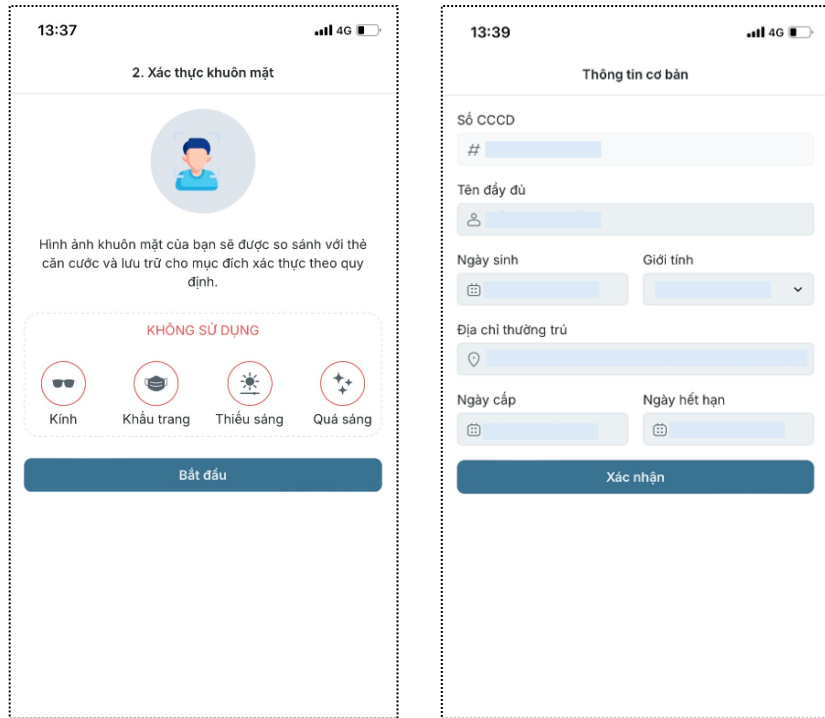 13:37
4G
2. Xác thực khuôn mặt
Hình ảnh khuôn mặt của bạn sẽ được so sánh với thẻ
căn cước và lưu trữ cho mục đích xác thực theo quy
định.
KHÔNG SỬ DỤNG
Kính Khẩu trang Thiếu sáng Quá sáng
Bắt đầu
13:39
4G
Thông tin cơ bản
Số CCCD
#
Tên đầy đủ
Ngày sinh Giới tính
Địa chỉ thường trú
Ngày cấp Ngày hết hạn
Xác nhận